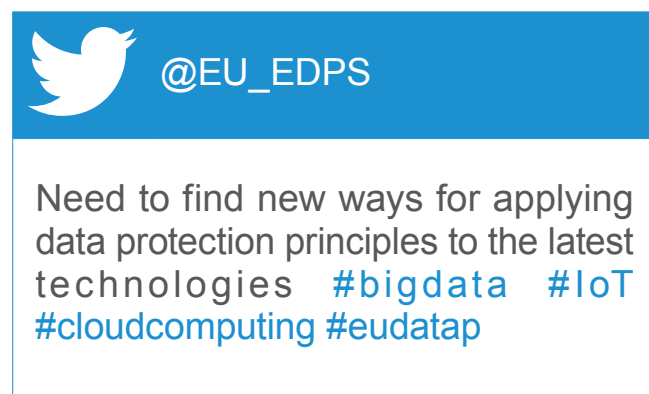 @EU_EDPS
Need to find new ways for applying
data protection principles to the latest
technologies #bigdata #IoT
#cloudcomputing #eudatap